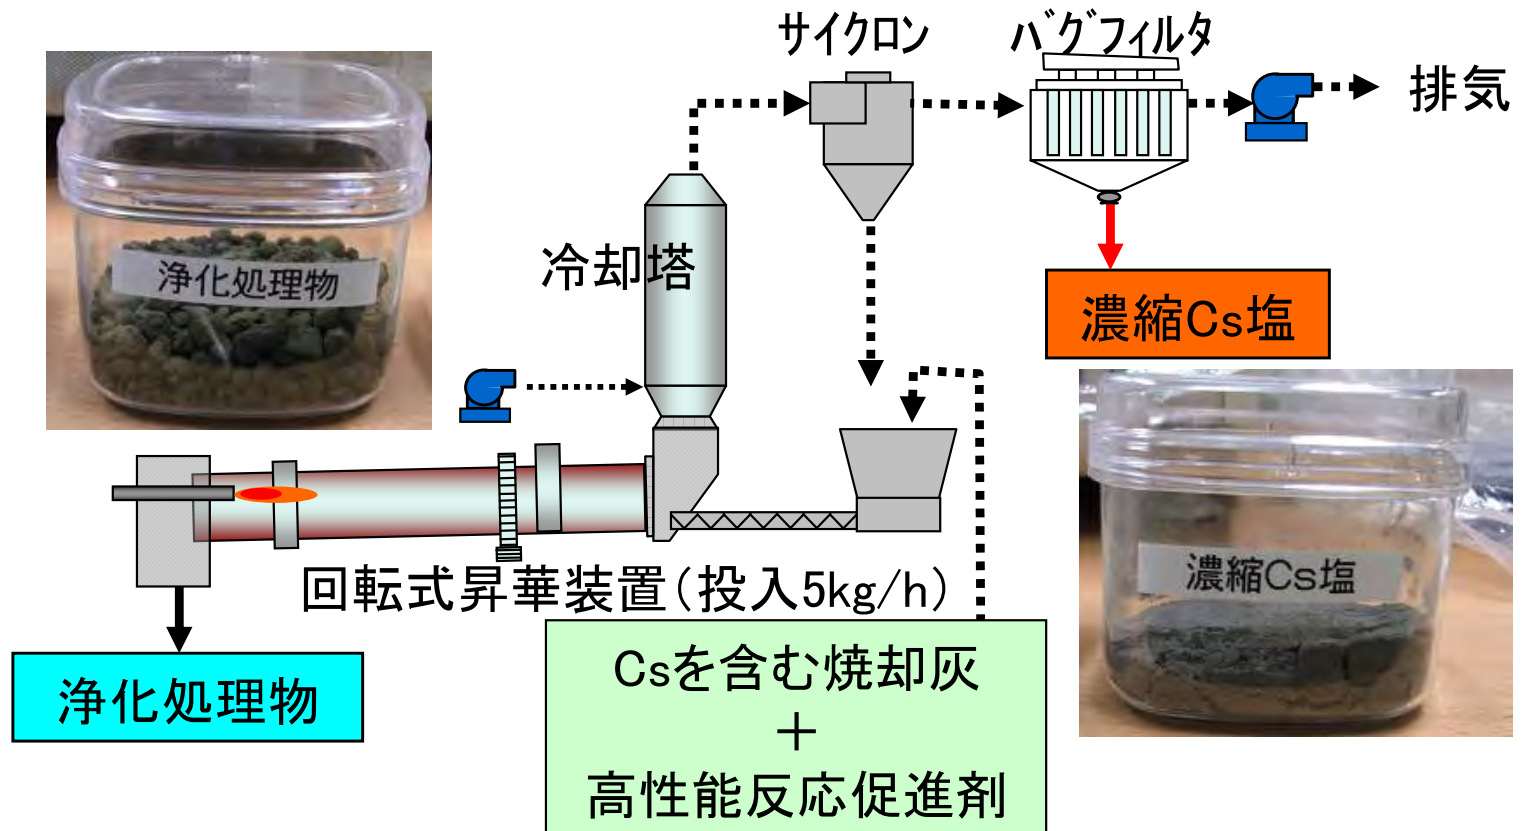 サイクロン
バグフィルタ
排気
浄化処理物
冷却塔
濃縮Cs塩
濃縮Cs塩
回転式昇華装置(投入5kg/h)
浄化処理物
Csを含む焼却灰
+
高性能反応促進剤